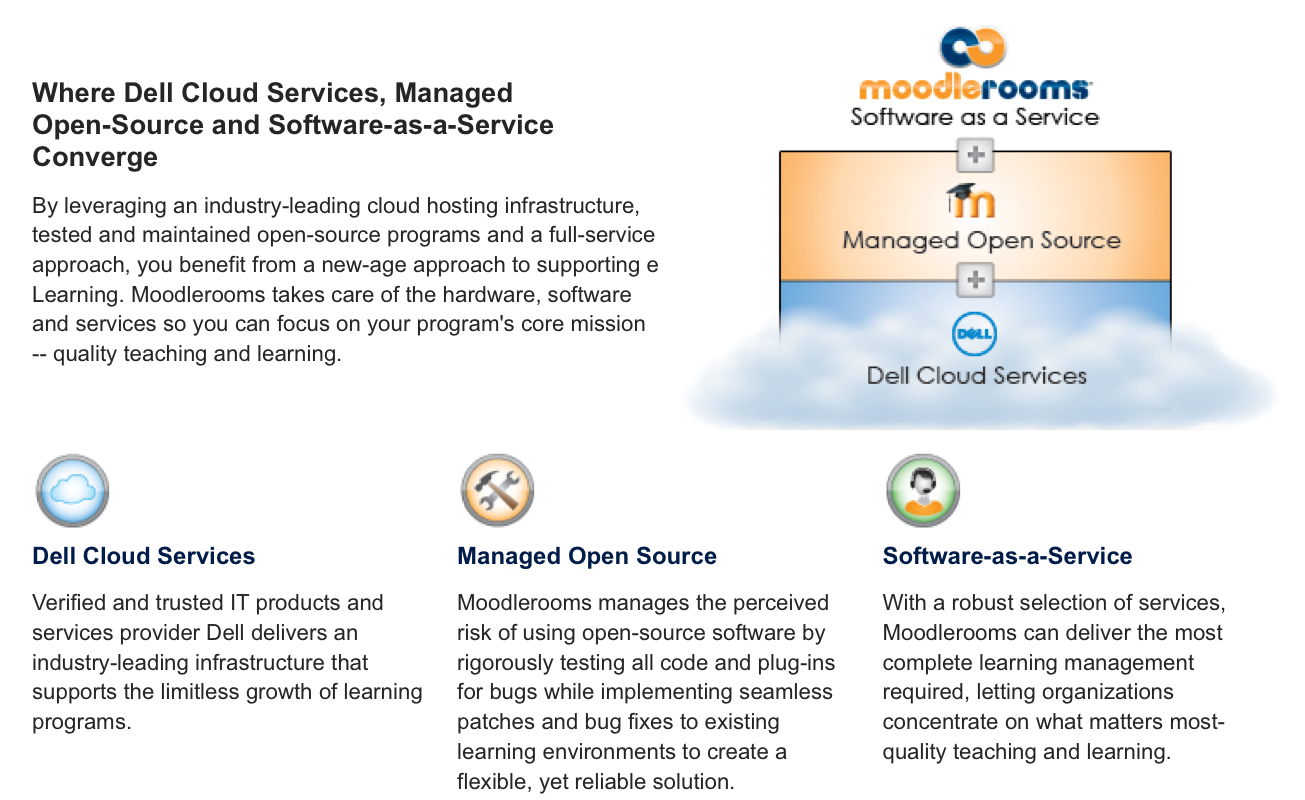 Where Dell Cloud Services, Managed
Open-Source and Software-as-a-Service
Converge
By leveraging an industry-leading cloud hosting infrastructure,
tested and maintained open-source programs and a full-service
approach, you benefit from a new-age approach to supporting e
Learning. Moodlerooms takes care of the hardware, software
and services so you can focus on your program's core mission
-- quality teaching and learning.
moodlerooms
Software as a Service
+
m
Managed Open Source
+
DELL
Dell Cloud Services
Dell Cloud Services
Verified and trusted IT products and
services provider Dell delivers an
industry-leading infrastructure that
supports the limitless growth of learning
programs.
Managed Open Source
Moodlerooms manages the perceived
risk of using open-source software by
rigorously testing all code and plug-ins
for bugs while implementing seamless
patches and bug fixes to existing
learning environments to create a
flexible, yet reliable solution.
Software-as-a-Service
With a robust selection of services,
Moodlerooms can deliver the most
complete learning management
required, letting organizations
concentrate on what matters most-
quality teaching and learning.